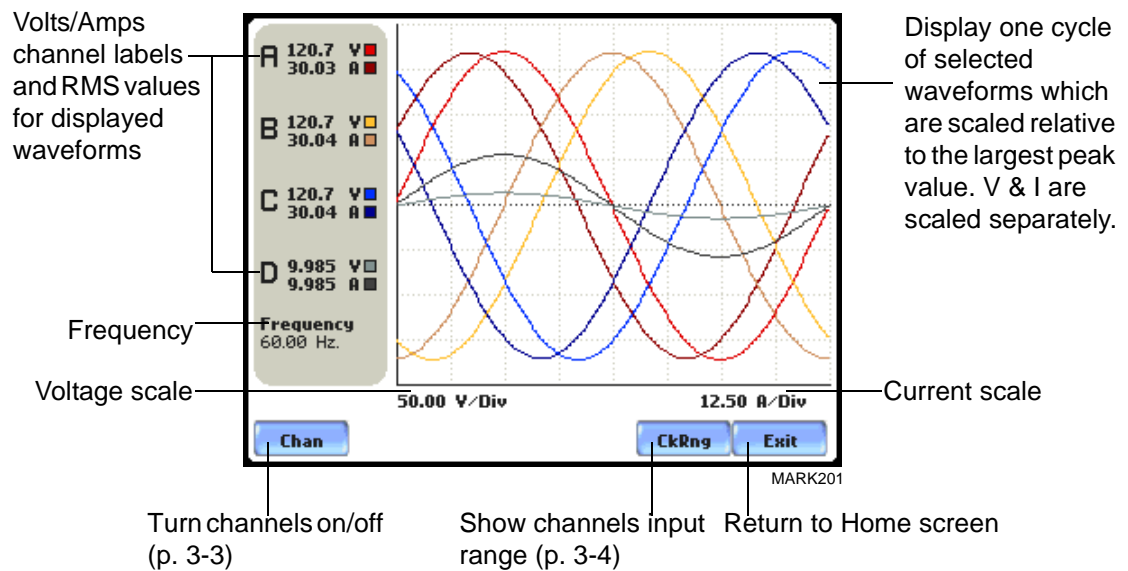 Volts/Amps
channel labels
and RMS values
for displayed
waveforms
A 120.7 V
30.03 A
B 120.7 V
30.04 A
C 120.7 V
30.04 A
D 9.985 V
9.985 A
Frequency
60.00 Hz.
Display one cycle
of selected
waveforms which
are scaled relative
to the largest peak
value. V & I are
scaled separately.
Frequency
Voltage scale
Current scale
50.00 V/Div
12.50 A/Div
Chan
CkRng
Exit
MARK201
Turn channels on/off
(p. 3-3)
Show channels input
range (p. 3-4)
Return to Home screen